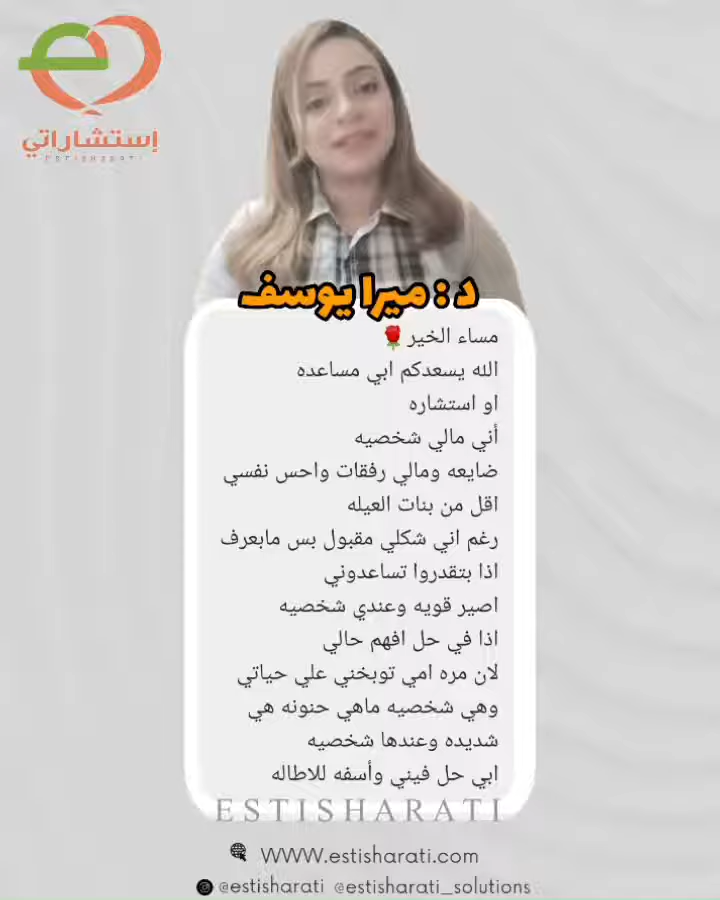 إستشاراتي
ESTISHARATI
د : ميرا يوسف
مساء الخير🌹
الله يسعدكم ابي مساعده
او استشاره
أني مالي شخصيه
ضايعه ومالي رفقات واحس نفسي
اقل من بنات العيله
رغم اني شكلي مقبول بس مابعرف
اذا بتقدروا تساعدوني
اصير قويه وعندي شخصيه
اذا في حل افهم حالي
لان مره امي توبخني علي حياتي
وهي شخصيه ماهي حنونه هي
شديده وعندها شخصيه
ابي حل فيني وأسفه للاطاله
ESTISHARATI
WWW.estisharati.com
@estisharati @estisharati_solutions